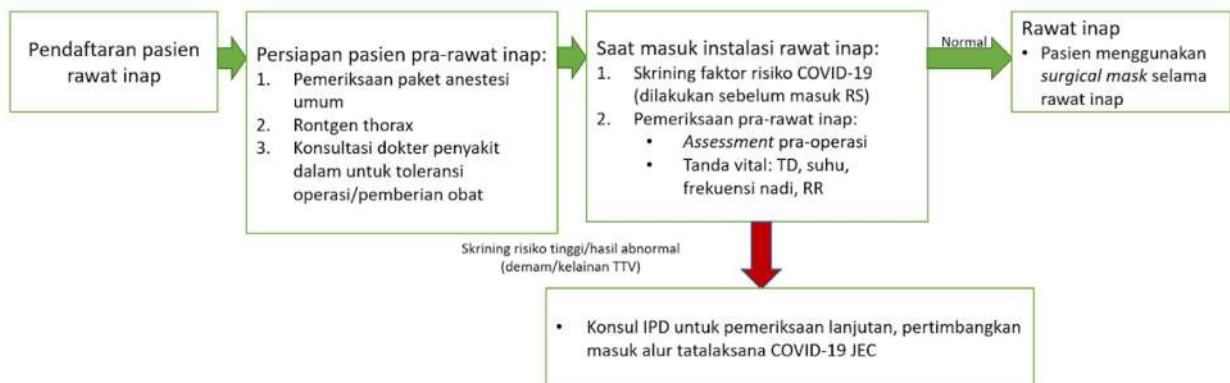 Pendaftaran pasien
rawat inap
Persiapan pasien pra-rawat inap:
1. Pemeriksaan paket anestesi
umum
2. Rontgen thorax
3. Konsultasi dokter penyakit
dalam untuk toleransi
operasi/pemberian obat
Saat masuk instalasi rawat inap:
1. Skrining faktor risiko COVID-19
(dilakukan sebelum masuk RS)
2. Pemeriksaan pra-rawat inap:
• Assessment pra-operasi
• Tanda vital: TD, suhu,
frekuensi nadi, RR
Normal
Rawat inap
• Pasien menggunakan
surgical mask selama
rawat inap
Skrining risiko tinggi/hasil abnormal
(demam/kelainan TTV)
• Konsul IPD untuk pemeriksaan lanjutan, pertimbangkan
masuk alur tatalaksana COVID-19 JEC